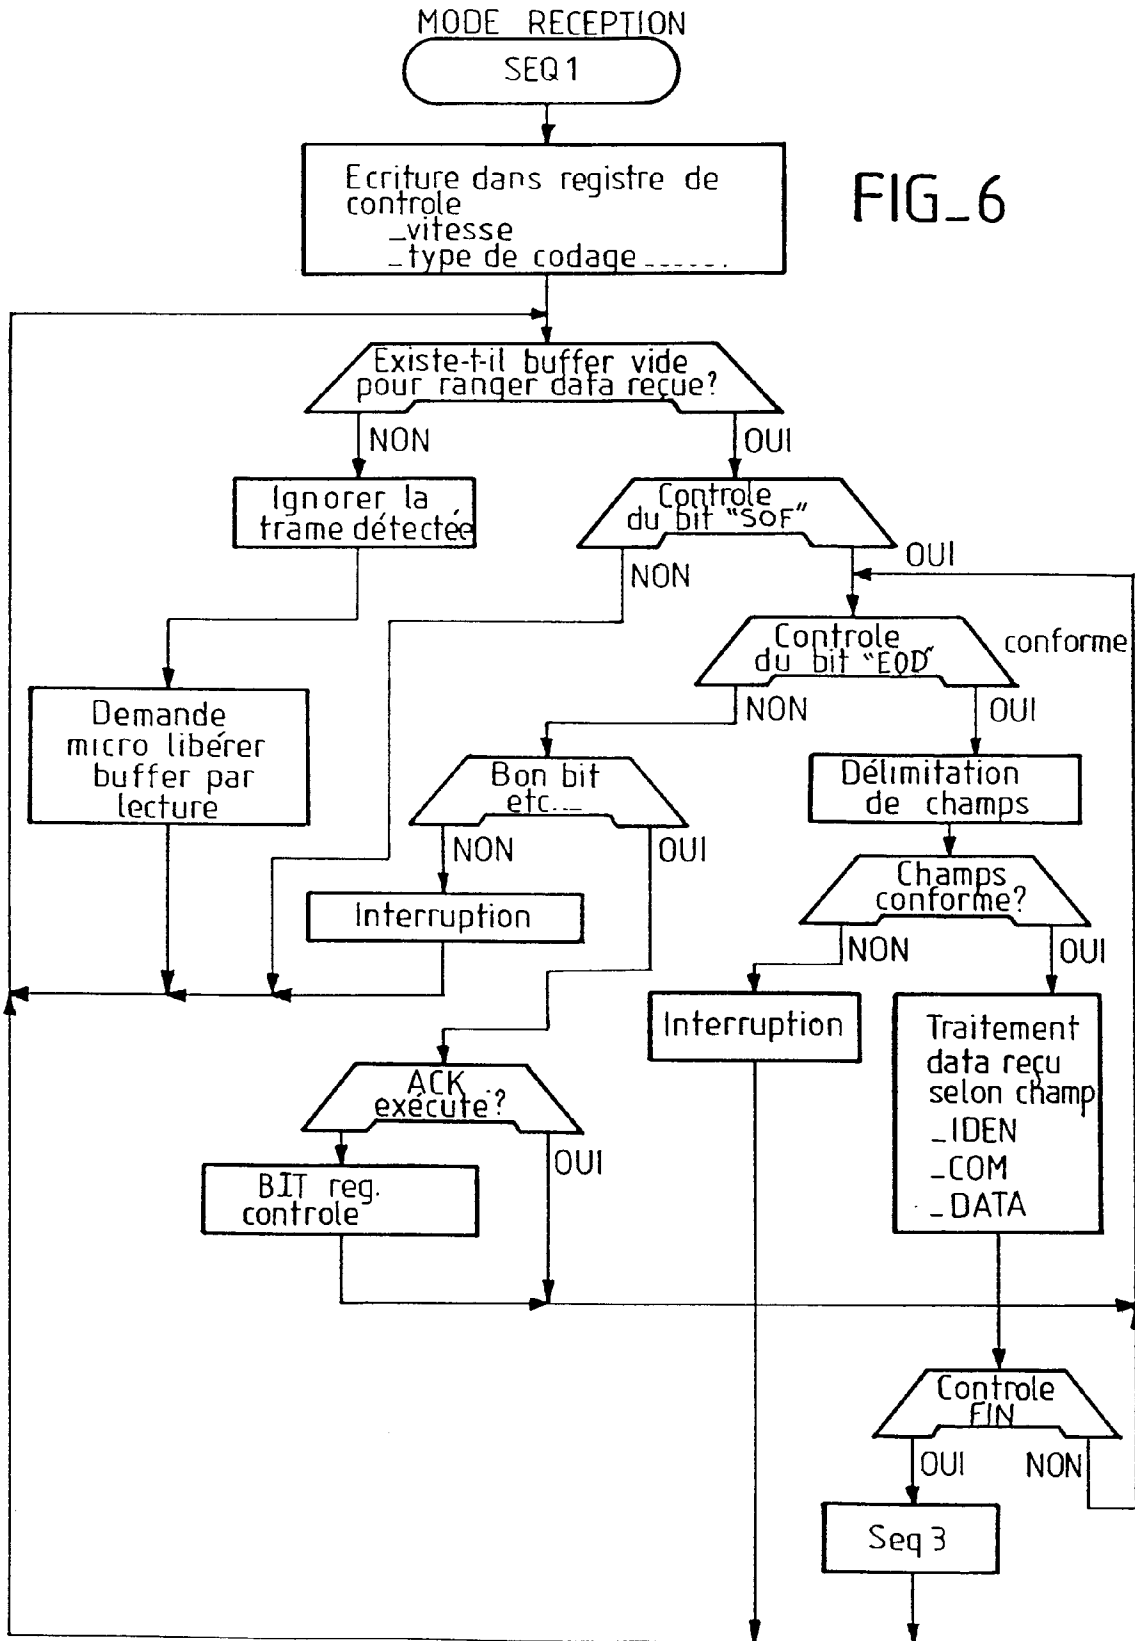 MODE RECEPTION
SEQ1
FIG_6
Ecriture dans registre de
controle
_vitesse
_type de codage ......
Existe-t-il buffer vide
pour ranger data reçue?
NON
OUI
Ignorer la
trame détectée
Controle
du bit "SOF"
NON
OUI
Controle
du bit "EOD"
conforme
NON
OUI
Demande
micro libérer
buffer par
lecture
Bon bit
etc...
Délimitation
de champs
NON
OUI
Champs
conforme?
Interruption
NON
OUI
Interruption
Traitement
data reçu
selon champ
_IDEN
_COM
_DATA
ACK
exécute?
OUI
BIT reg.
controle
Controle
FIN
OUI
NON
Seq 3